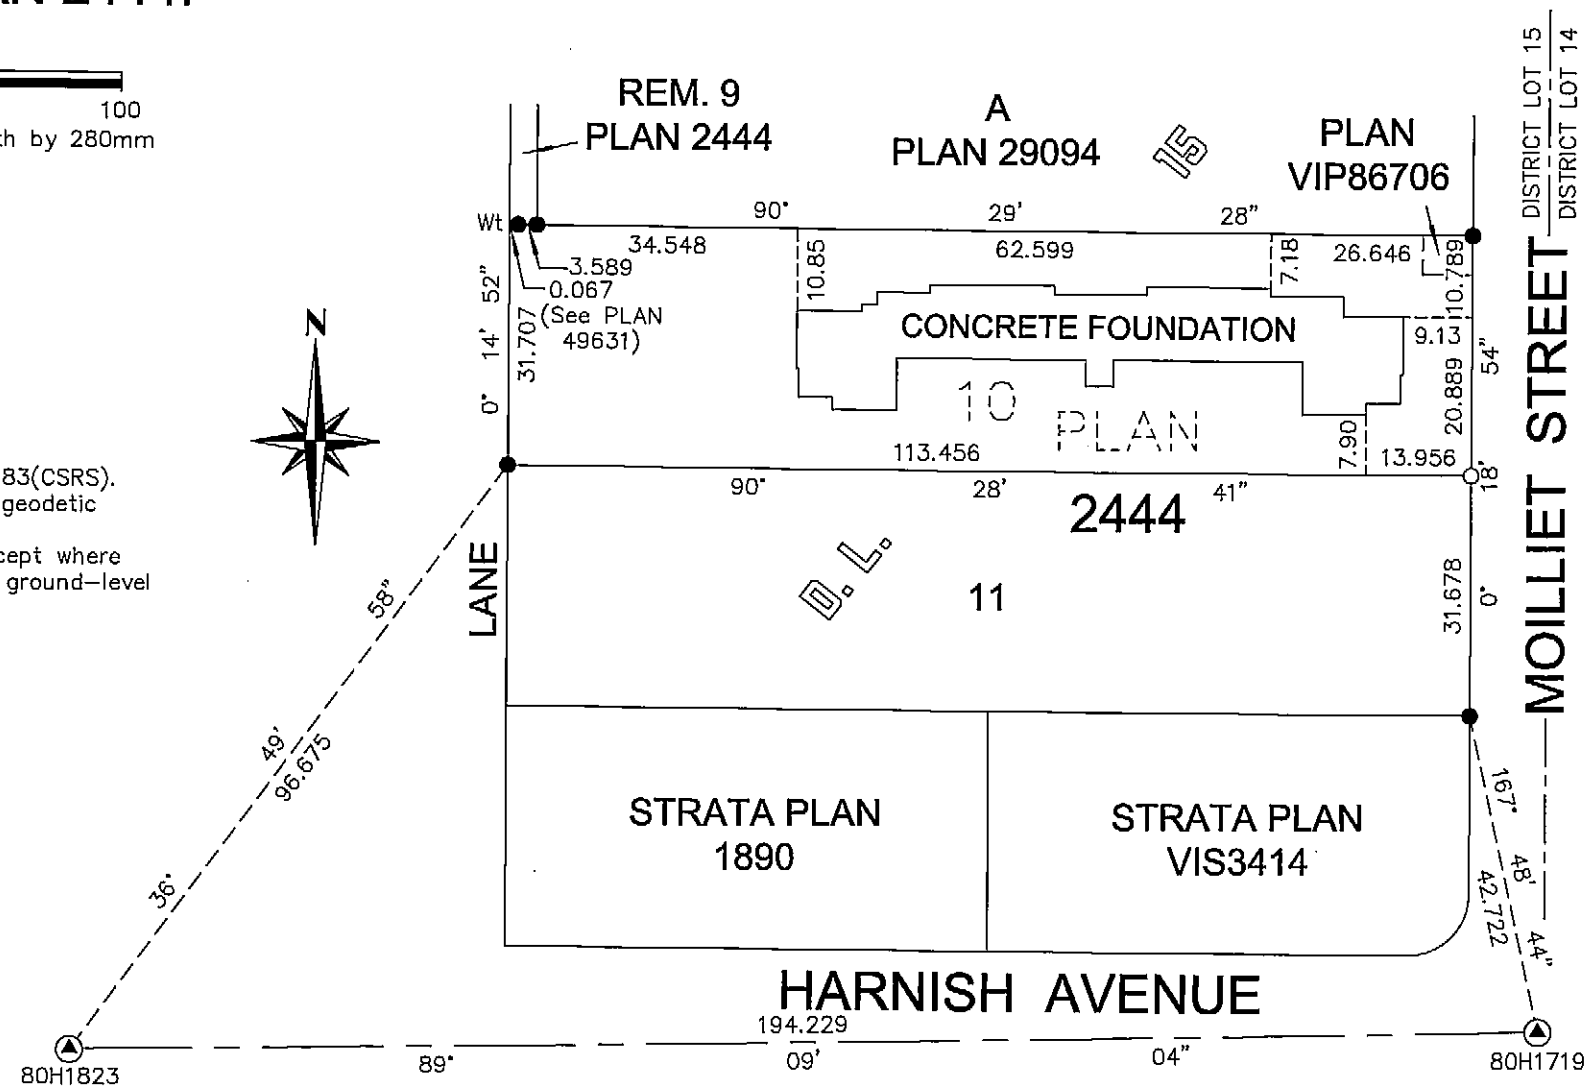 100
by 280mm
REM. 9
PLAN 2444
A
PLAN 29094
15
PLAN
VIP86706
DISTRICT LOT 15
DISTRICT LOT 14
Wt
90° 29' 28"
34.548
62.599
26.646
3.589
0.067
(See PLAN
49631)
10.85
7.18
10.789
0° 14' 52"
31.707
CONCRETE FOUNDATION
9.13
20.889
0° 18' 54"
10
PLAN
113.456
7.90
13.956
90° 28' 41"
2444
N
83(CSRS).
geodetic
cept where
ground-level
LANE
D. L.
11
31.678
MOILLIET STREET
36° 49' 58"
96.675
STRATA PLAN
1890
STRATA PLAN
VIS3414
167° 48' 44"
42.722
HARNISH AVENUE
194.229
89° 09' 04"
80H1823
80H1719